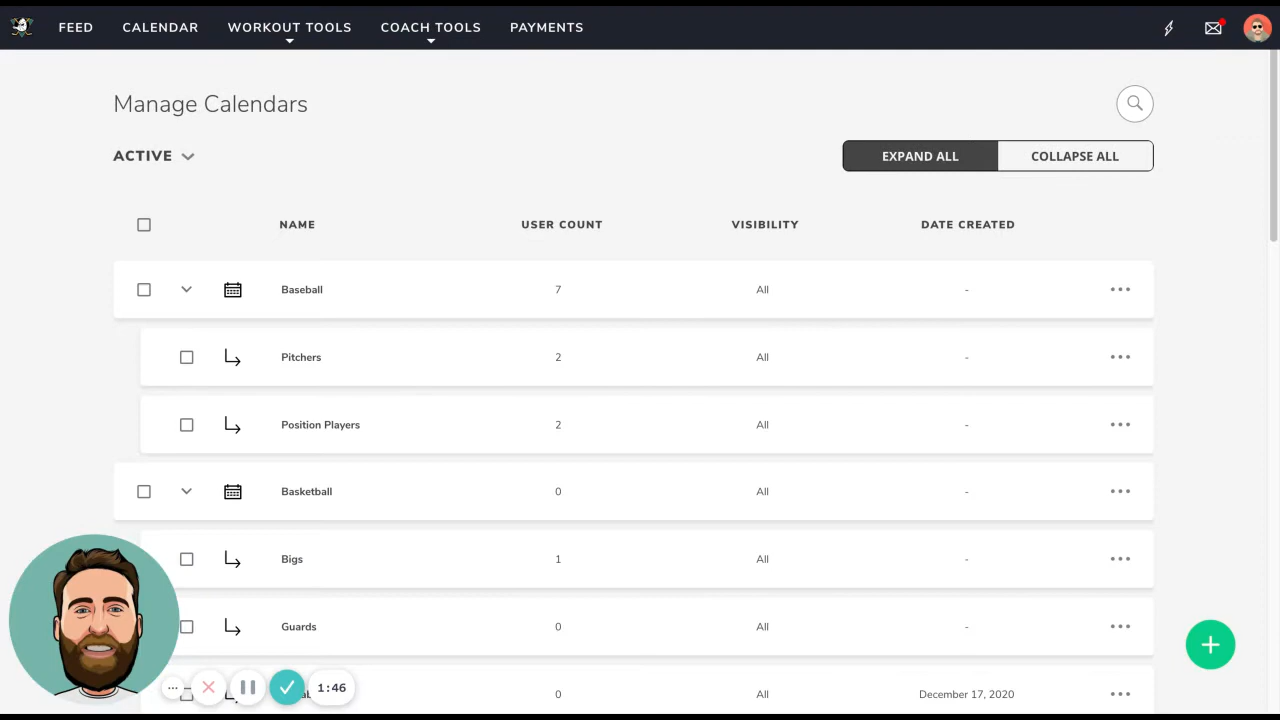 FEED CALENDAR WORKOUT TOOLS COACH TOOLS PAYMENTS
Manage Calendars
ACTIVE EXPAND ALL COLLAPSE ALL
NAME USER COUNT VISIBILITY DATE CREATED
Baseball 7 All -
Pitchers 2 All -
Position Players 2 All -
Basketball 0 All -
Bigs 1 All -
Guards 0 All -
0 All December 17, 2020
1:46